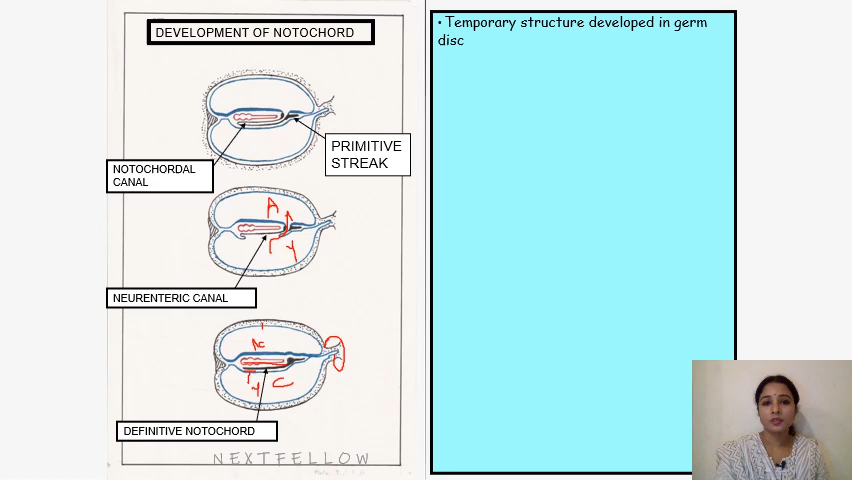 DEVELOPMENT OF NOTOCHORD
PRIMITIVE
STREAK
NOTOCHORDAL
CANAL
A
Y
NEURENTERIC CANAL
DEFINITIVE NOTOCHORD
NEXTFELLOW
• Temporary structure developed in germ
disc